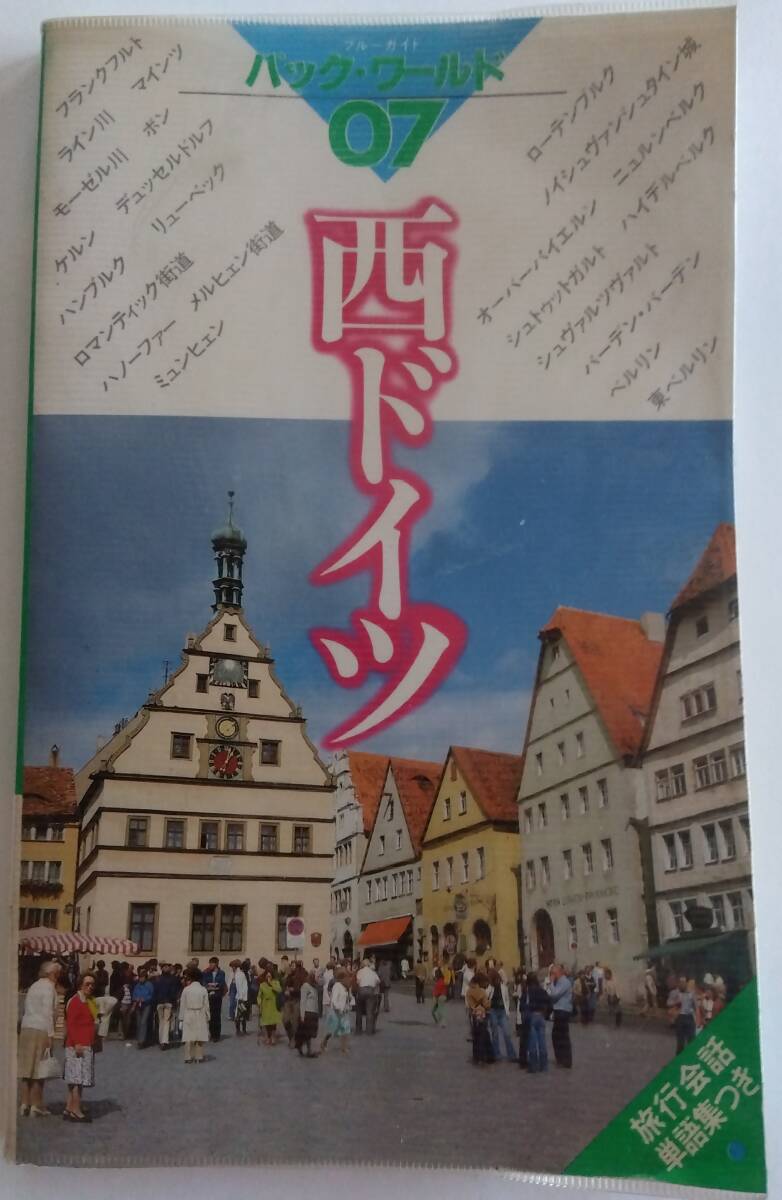 ブルーガイド
パック・ワールド
07
西ドイツ
フランクフルト
マインツ
ライン川
ボン
モーゼル川
デュッセルドルフ
ケルン
リューベック
ハンブルク
ロマンティック街道
メルヒェン街道
ハノーファー
ミュンヒェン
ローテンブルク
ノイシュヴァンシュタイン城
ニュルンベルク
オーバーバイエルン
ハイデルベルク
シュトゥットガルト
シュヴァルツヴァルト
バーデン・バーデン
ベルリン
東ベルリン
旅行会話
単語集つき